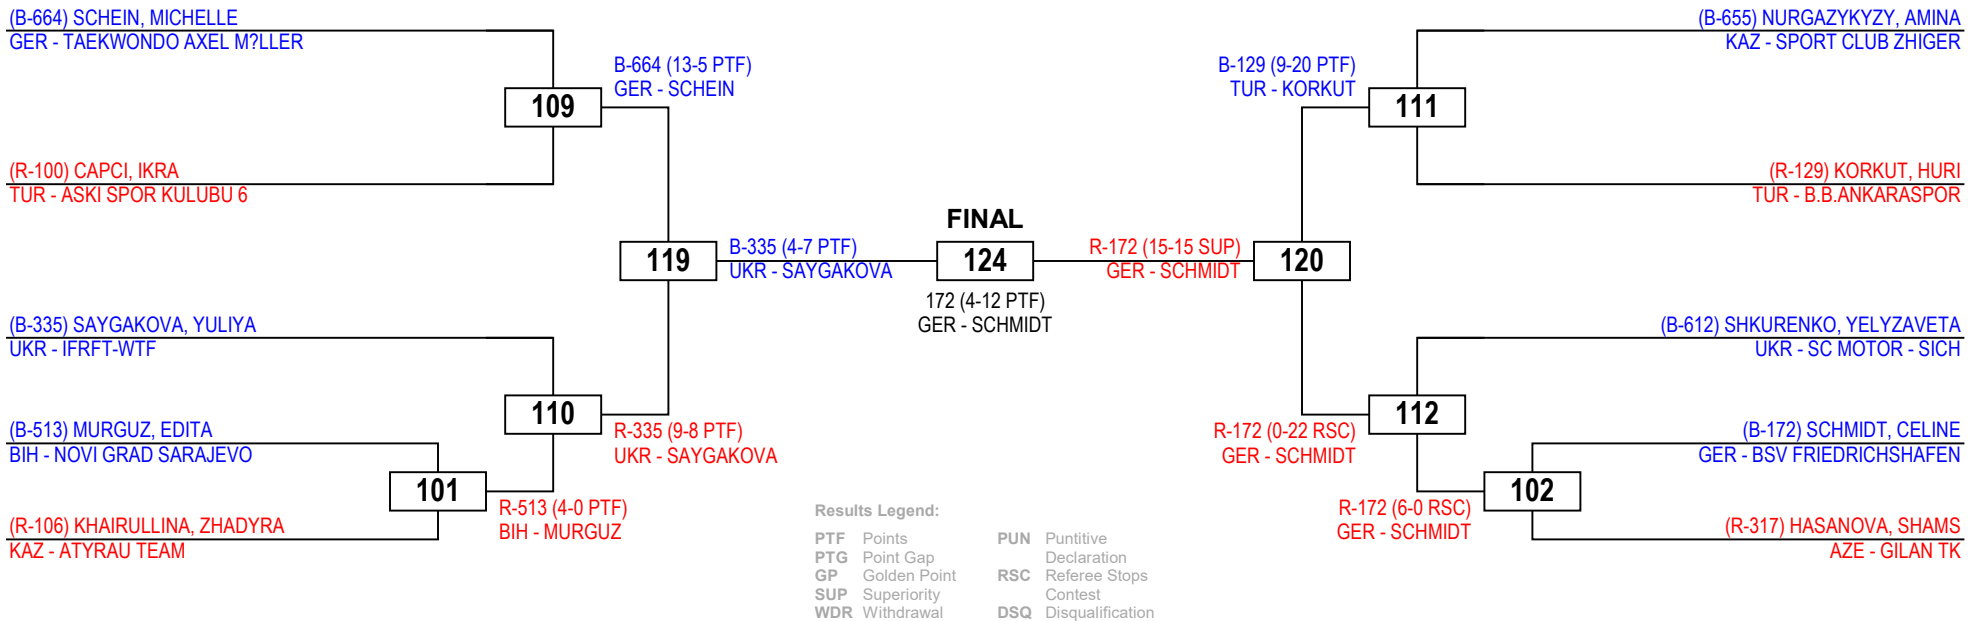 (B-664) SCHEIN, MICHELLE
GER - TAEKWONDO AXEL M?LLER
B-664 (13-5 PTF)
GER - SCHEIN
109
(R-100) CAPCI, IKRA
TUR - ASKI SPOR KULUBU 6
119
B-335 (4-7 PTF)
UKR - SAYGAKOVA
(B-335) SAYGAKOVA, YULIYA
UKR - IFRFT-WTF
110
R-335 (9-8 PTF)
UKR - SAYGAKOVA
(B-513) MURGUZ, EDITA
BIH - NOVI GRAD SARAJEVO
101
R-513 (4-0 PTF)
BIH - MURGUZ
(R-106) KHAIRULLINA, ZHADYRA
KAZ - ATYRAU TEAM
FINAL
124
172 (4-12 PTF)
GER - SCHMIDT
(B-655) NURGAZYKYZY, AMINA
KAZ - SPORT CLUB ZHIGER
B-129 (9-20 PTF)
TUR - KORKUT
111
(R-129) KORKUT, HURI
TUR - B.B.ANKARASPOR
R-172 (15-15 SUP)
GER - SCHMIDT
120
(B-612) SHKURENKO, YELYZAVETA
UKR - SC MOTOR - SICH
112
R-172 (0-22 RSC)
GER - SCHMIDT
(B-172) SCHMIDT, CELINE
GER - BSV FRIEDRICHSHAFEN
102
R-172 (6-0 RSC)
GER - SCHMIDT
(R-317) HASANOVA, SHAMS
AZE - GILAN TK
Results Legend:
PTF Points
PTG Point Gap
GP Golden Point
SUP Superiority
WDR Withdrawal
PUN Puntitive
Declaration
RSC Referee Stops
Contest
DSQ Disqualification